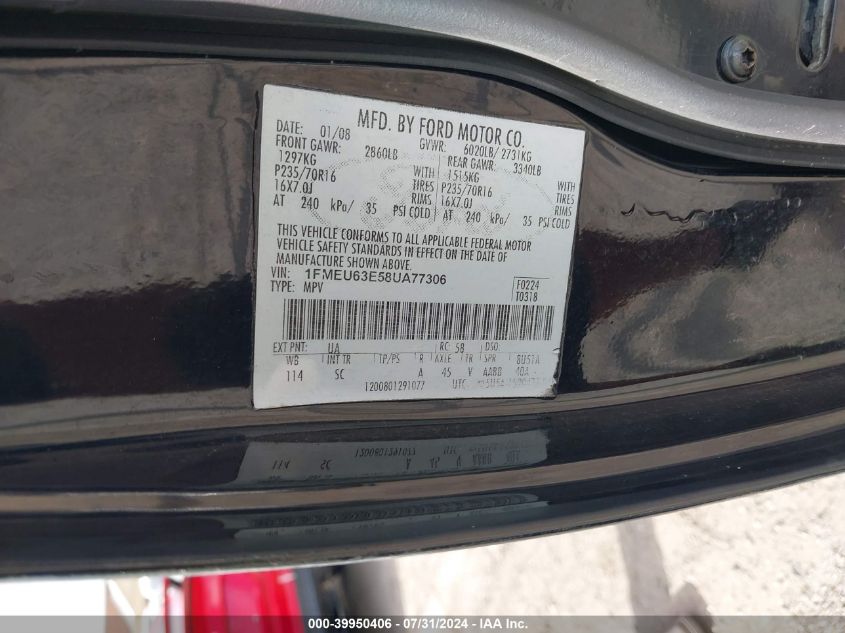 MFD. BY FORD MOTOR CO.
DATE: 01/08 GVWR: 6020LB/2731KG
FRONT GAWR: 2860LB REAR GAWR: 3340LB
1297KG WITH 1515KG WITH
P235/70R16 TIRES P235/70R16 TIRES
16X7.0J RIMS 16X7.0J RIMS
AT 240 kPa/ 35 PSI COLD AT 240 kPa/ 35 PSI COLD
THIS VEHICLE CONFORMS TO ALL APPLICABLE FEDERAL MOTOR
VEHICLE SAFETY STANDARDS IN EFFECT ON THE DATE OF
MANUFACTURE SHOWN ABOVE.
VIN: 1FMEU63E58UA77306 F0224
TYPE: MPV T0318
EXT PNT: UA RC: 58 DSO:
WB INT TR TP/PS R AXLE TR SPR 8U51A
114 SC A 45 V AABB 40A
1200801291077 UTC
000-39950406 - 07/31/2024 - IAA Inc.